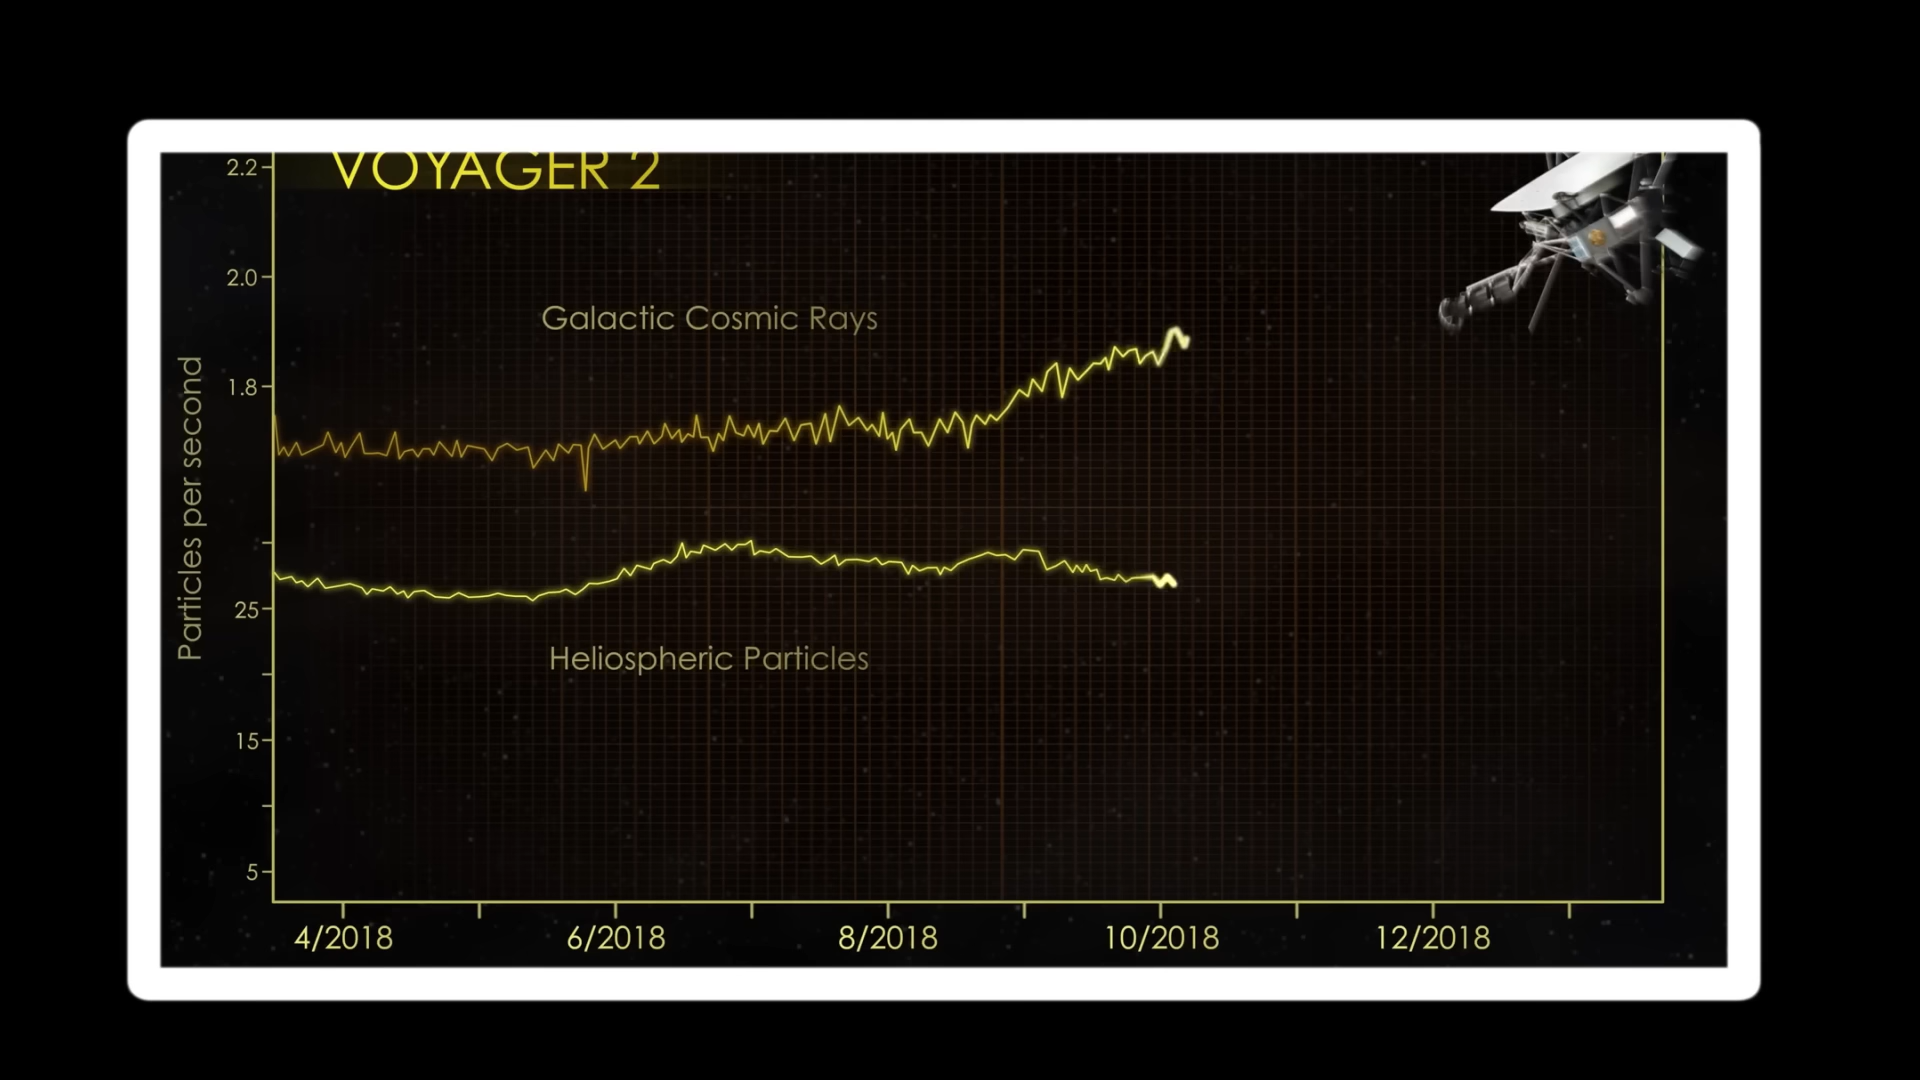 VOYAGER 2
2.2
2.0
Galactic Cosmic Rays
1.8
Particles per second
25
Heliospheric Particles
15
5
4/2018 6/2018 8/2018 10/2018 12/2018